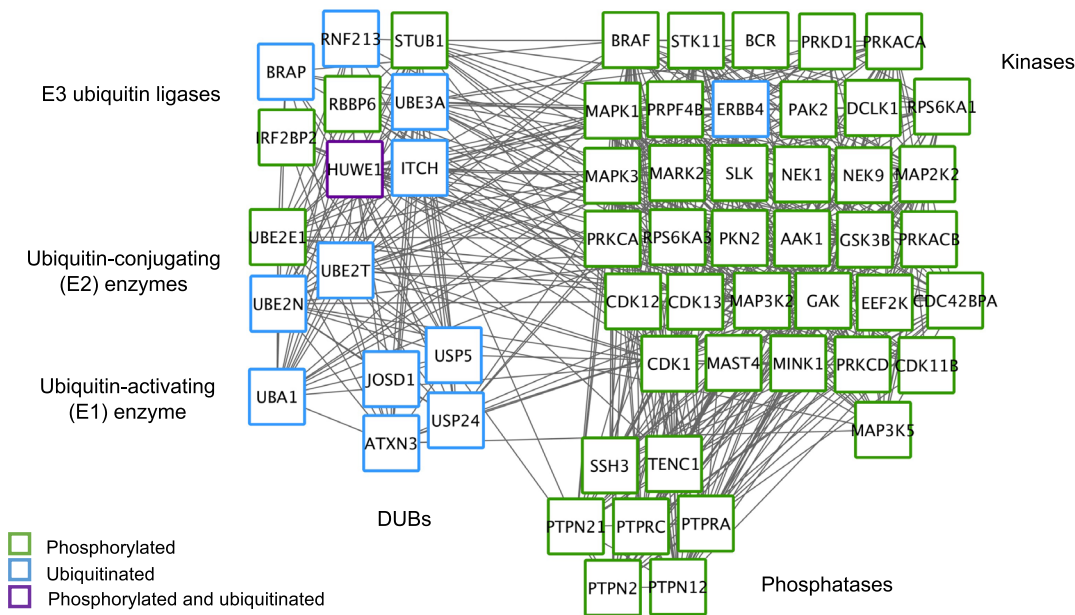 RNF213 STUB1 BRAF STK11 BCR PRKD1 PRKACA
BRAP Kinases
E3 ubiquitin ligases RBBP6 UBE3A MAPK1 PRPF4B ERBB4 PAK2 DCLK1 RPS6KA1
IRF2BP2
HUWE1 ITCH MAPK3 MARK2 SLK NEK1 NEK9 MAP2K2
UBE2E1 PRKCA RPS6KA3 PKN2 AAK1 GSK3B PRKACB
Ubiquitin-conjugating
(E2) enzymes
UBE2T
UBE2N CDK12 CDK13 MAP3K2 GAK EEF2K CDC42BPA
USP5 CDK1 MAST4 MINK1 PRKCD CDK11B
Ubiquitin-activating
(E1) enzyme
JOSD1
UBA1
USP24 MAP3K5
ATXN3
SSH3 TENC1
DUBs PTPN21 PTPRC PTPRA
Phosphorylated
Ubiquitinated PTPN2 PTPN12 Phosphatases
Phosphorylated and ubiquitinated